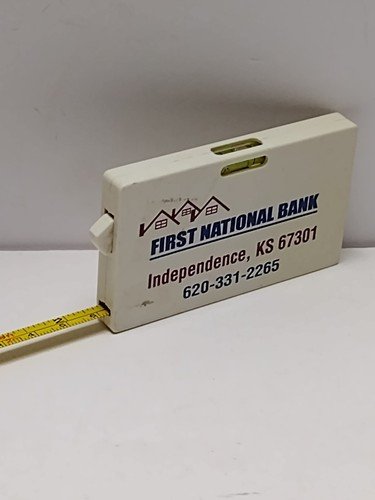 FIRST NATIONAL BANK
Independence, KS 67301
620-331-2265